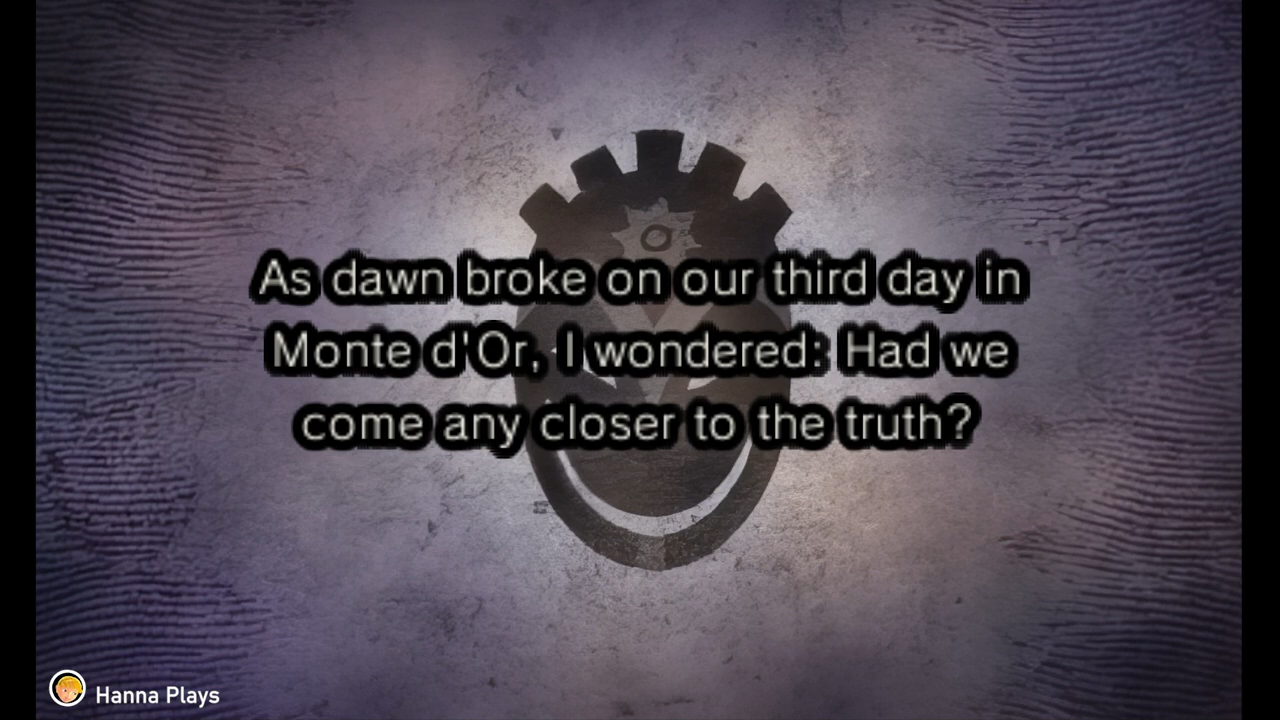 As dawn broke on our third day in
Monte d'Or, I wondered: Had we
come any closer to the truth?
Hanna Plays